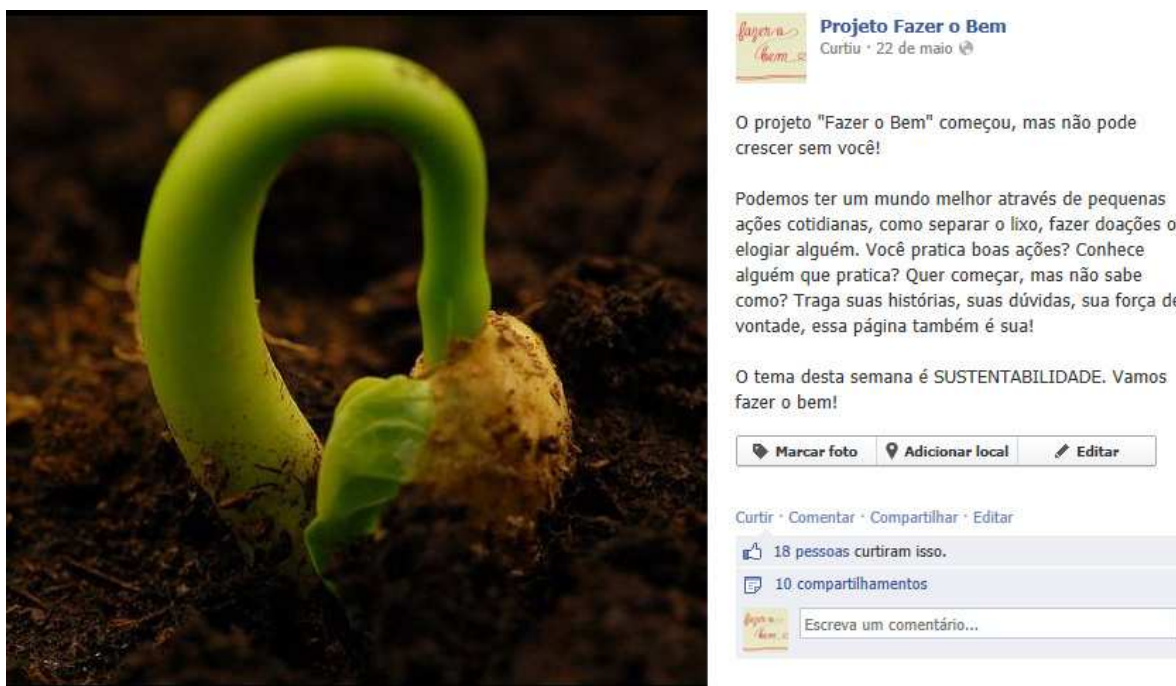 fazer o
bem
Projeto Fazer o Bem
Curtiu · 22 de maio
O projeto "Fazer o Bem" começou, mas não pode
crescer sem você!
Podemos ter um mundo melhor através de pequenas
ações cotidianas, como separar o lixo, fazer doações o
elogiar alguém. Você pratica boas ações? Conhece
alguém que pratica? Quer começar, mas não sabe
como? Traga suas histórias, suas dúvidas, sua força de
vontade, essa página também é sua!
O tema desta semana é SUSTENTABILIDADE. Vamos
fazer o bem!
Marcar foto Adicionar local Editar
Curtir · Comentar · Compartilhar · Editar
18 pessoas curtiram isso.
10 compartilhamentos
fazer o
bem
Escreva um comentário...